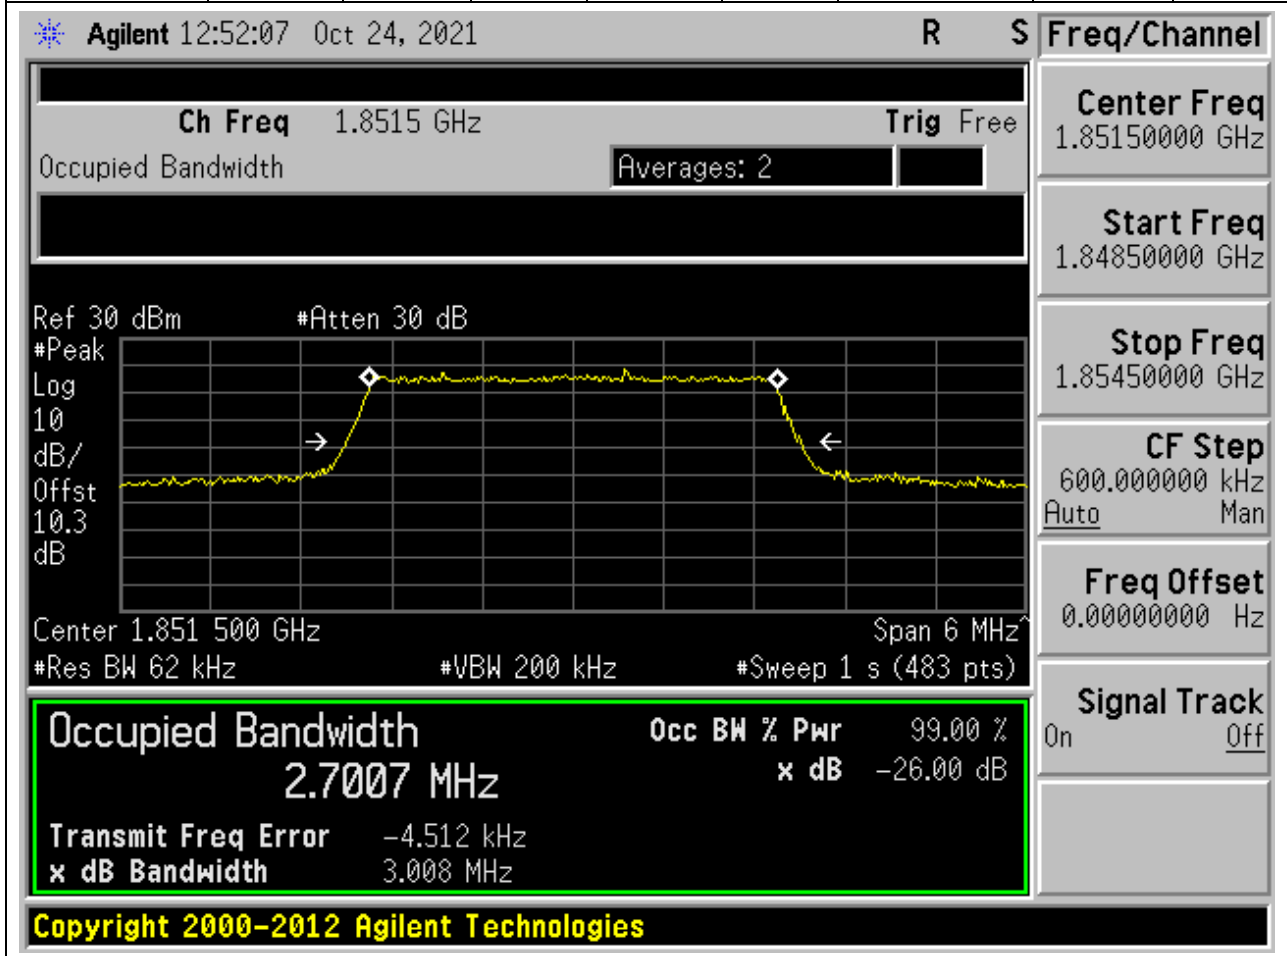 Agilent 12:52:07 Oct 24, 2021 R S
Freq/Channel
Ch Freq 1.8515 GHz Trig Free
Occupied Bandwidth Averages: 2
Center Freq
1.85150000 GHz
Start Freq
1.84850000 GHz
Stop Freq
1.85450000 GHz
CF Step
600.000000 kHz
Auto Man
Freq Offset
0.00000000 Hz
Signal Track
On Off
Ref 30 dBm #Atten 30 dB
#Peak
Log
10
dB/
Offst
10.3
dB
Center 1.851 500 GHz Span 6 MHz^
#Res BW 62 kHz #VBW 200 kHz #Sweep 1 s (483 pts)
Occupied Bandwidth
2.7007 MHz
Occ BW % Pwr 99.00 %
x dB -26.00 dB
Transmit Freq Error -4.512 kHz
x dB Bandwidth 3.008 MHz
Copyright 2000-2012 Agilent Technologies